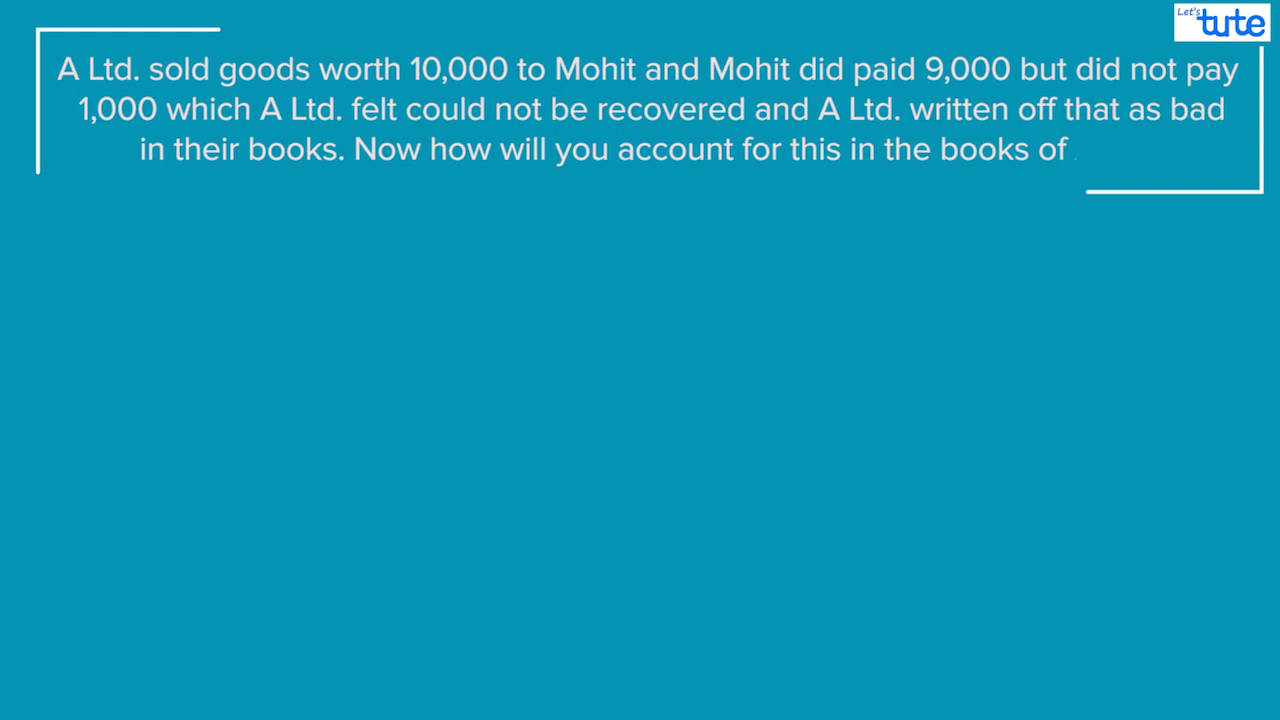 Let's
tute
A Ltd. sold goods worth 10,000 to Mohit and Mohit did paid 9,000 but did not pay
1,000 which A Ltd. felt could not be recovered and A Ltd. written off that as bad
in their books. Now how will you account for this in the books of